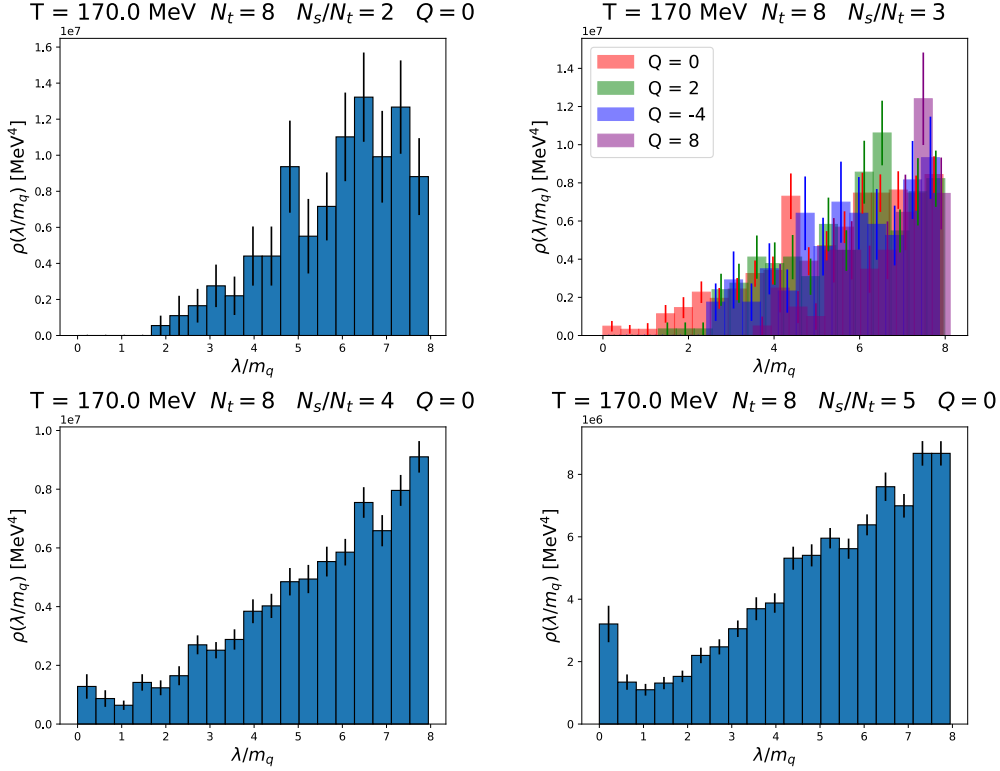 T = 170.0 MeV N_t = 8 N_s/N_t = 2 Q = 0
1e7
1.6
1.4
1.2
1.0
0.8
0.6
0.4
0.2
0.0
ρ(λ/m_q) [MeV⁴]
0 1 2 3 4 5 6 7 8
λ/m_q
T = 170 MeV N_t = 8 N_s/N_t = 3
1e7
Q = 0
Q = 2
Q = -4
Q = 8
1.6
1.4
1.2
1.0
0.8
0.6
0.4
0.2
0.0
ρ(λ/m_q) [MeV⁴]
0 2 4 6 8
λ/m_q
T = 170.0 MeV N_t = 8 N_s/N_t = 4 Q = 0
1e7
1.0
0.8
0.6
0.4
0.2
0.0
ρ(λ/m_q) [MeV⁴]
0 1 2 3 4 5 6 7 8
λ/m_q
T = 170.0 MeV N_t = 8 N_s/N_t = 5 Q = 0
1e6
8
6
4
2
0
ρ(λ/m_q) [MeV⁴]
0 1 2 3 4 5 6 7 8
λ/m_q